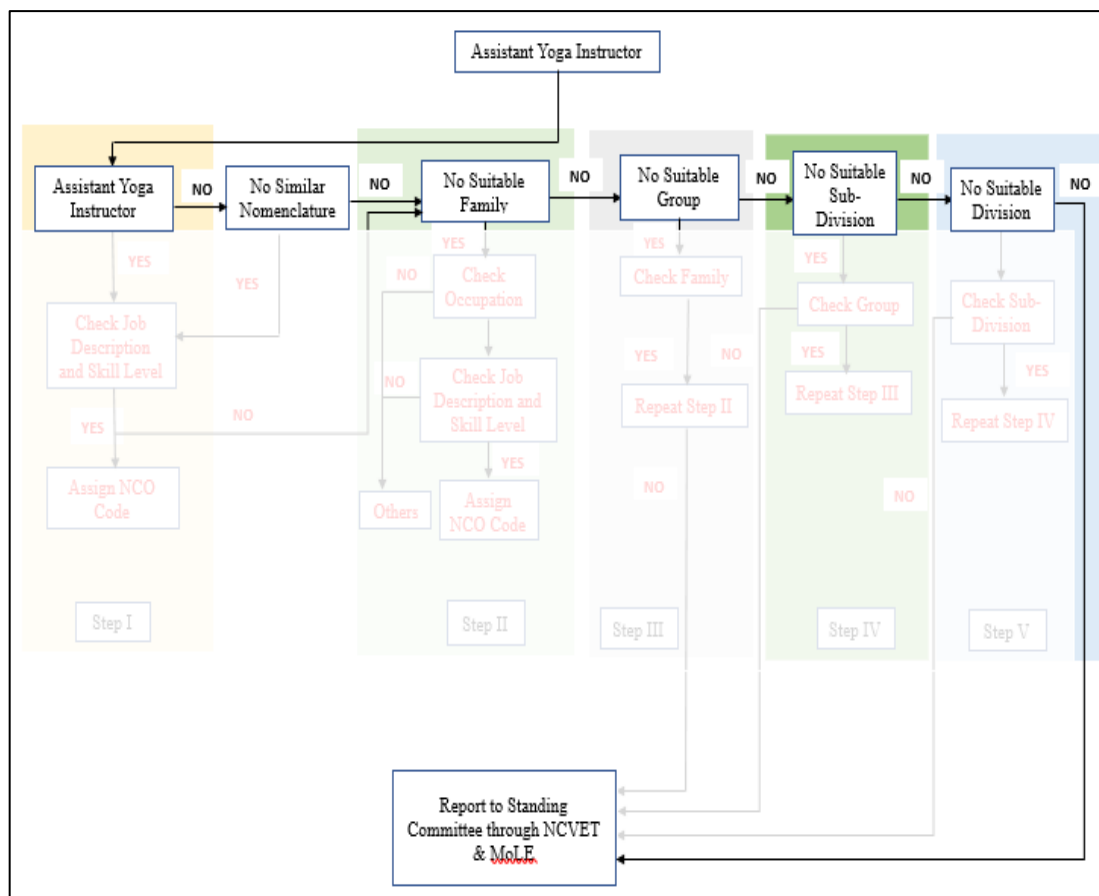 Assistant Yoga Instructor
Assistant Yoga
Instructor
NO
No Similar
Nomenclature
NO
No Suitable
Family
NO
No Suitable
Group
NO
No Suitable
Sub-
Division
NO
No Suitable
Division
NO
YES
YES
Check Job
Description
and Skill Level
YES
NO
Assign NCO
Code
Step I
YES
NO
Check
Occupation
NO
Check Job
Description and
Skill Level
YES
Others
Assign
NCO Code
Step II
YES
Check Family
YES
NO
Repeat Step II
NO
Step III
YES
Check Group
YES
Repeat Step III
NO
Step IV
Check Sub-
Division
YES
Repeat Step IV
Step V
Report to Standing
Committee through NCVET
& MoLE